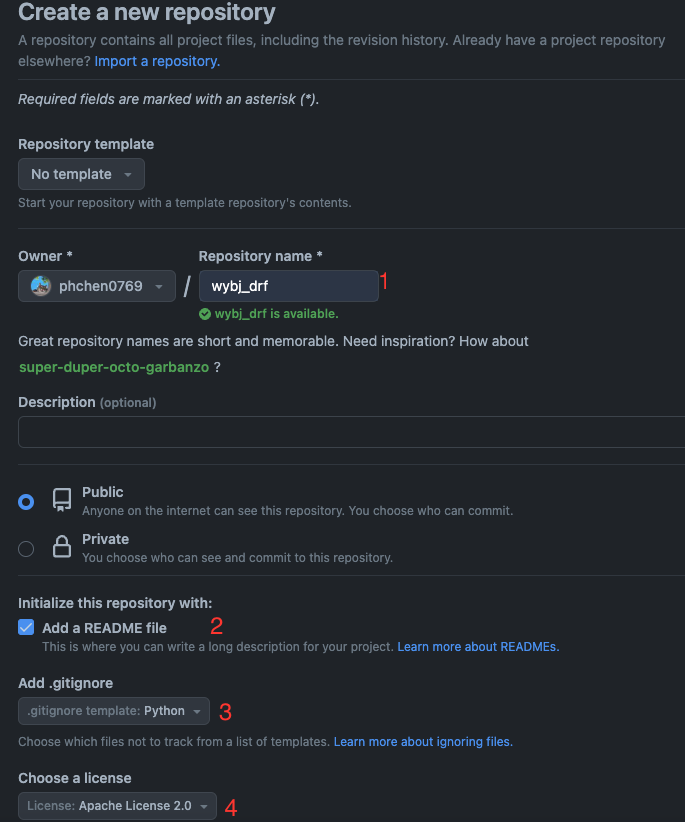 Create a new repository
A repository contains all project files, including the revision history. Already have a project repository
elsewhere? Import a repository.
Required fields are marked with an asterisk (*).
Repository template
No template
Start your repository with a template repository's contents.
Owner *
Repository name *
phchen0769
/
wybj_drf
1
wybj_drf is available.
Great repository names are short and memorable. Need inspiration? How about
super-duper-octo-garbanzo ?
Description (optional)
Public
Anyone on the internet can see this repository. You choose who can commit.
Private
You choose who can see and commit to this repository.
Initialize this repository with:
Add a README file 2
This is where you can write a long description for your project. Learn more about READMEs.
Add .gitignore
.gitignore template: Python 3
Choose which files not to track from a list of templates. Learn more about ignoring files.
Choose a license
License: Apache License 2.0 4